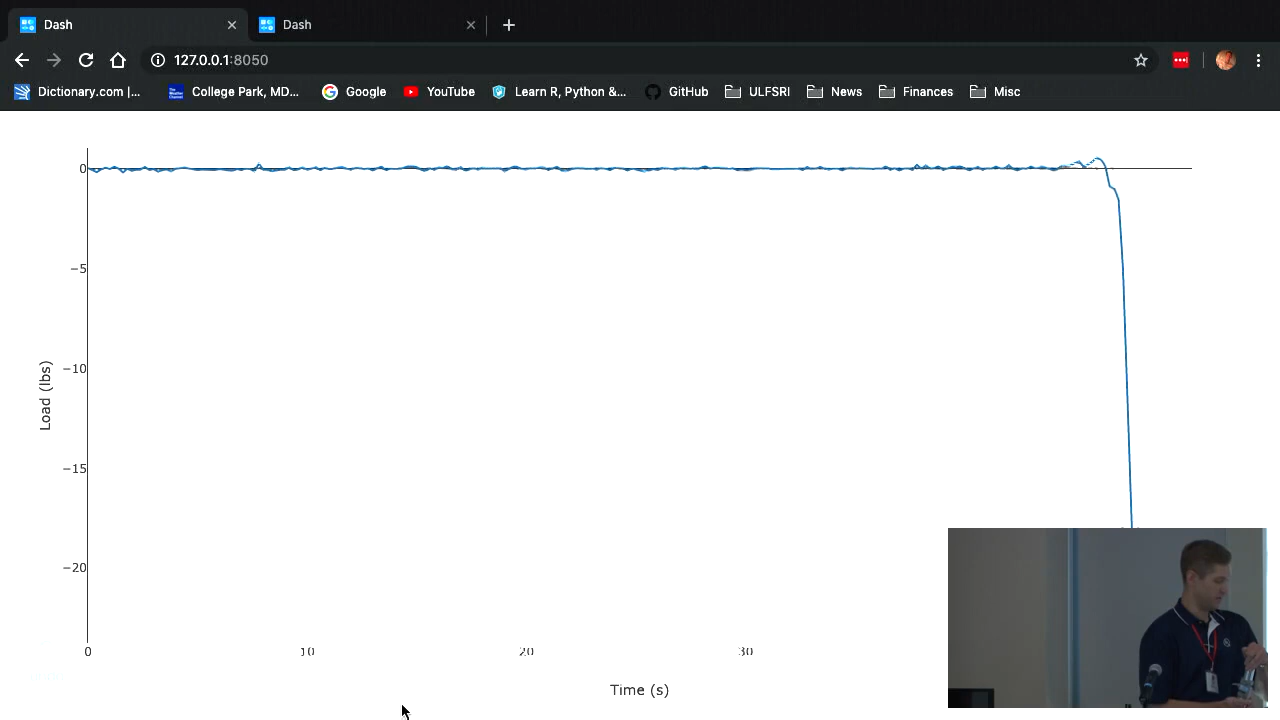 Dash
Dash
127.0.0.1:8050
Dictionary.com |...
College Park, MD...
Google
YouTube
Learn R, Python &...
GitHub
ULFSRI
News
Finances
Misc
0
−5
−10
−15
−20
Load (lbs)
0
10
20
30
Time (s)